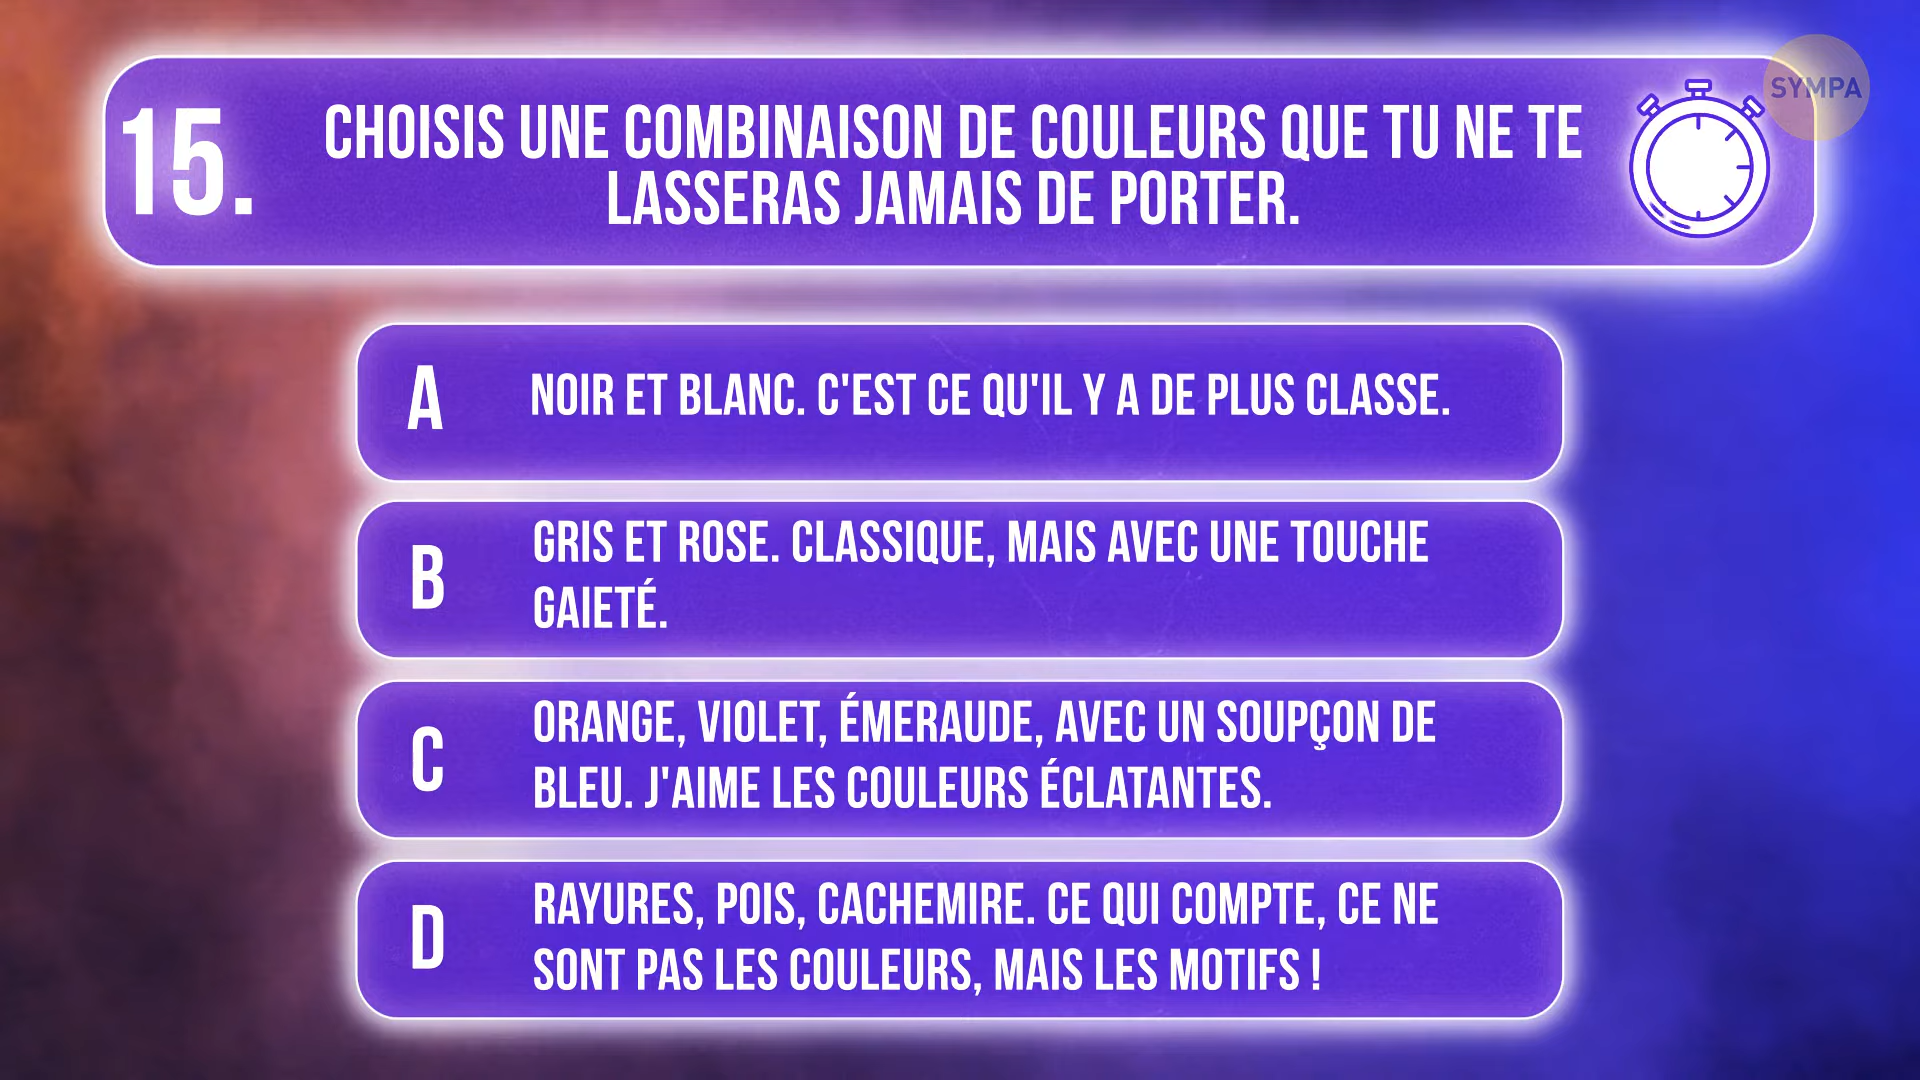 SYMPA
15.
CHOISIS UNE COMBINAISON DE COULEURS QUE TU NE TE
LASSERAS JAMAIS DE PORTER.
A
NOIR ET BLANC. C'EST CE QU'IL Y A DE PLUS CLASSE.
B
GRIS ET ROSE. CLASSIQUE, MAIS AVEC UNE TOUCHE
GAIETÉ.
C
ORANGE, VIOLET, ÉMERAUDE, AVEC UN SOUPÇON DE
BLEU. J'AIME LES COULEURS ÉCLATANTES.
D
RAYURES, POIS, CACHEMIRE. CE QUI COMPTE, CE NE
SONT PAS LES COULEURS, MAIS LES MOTIFS !